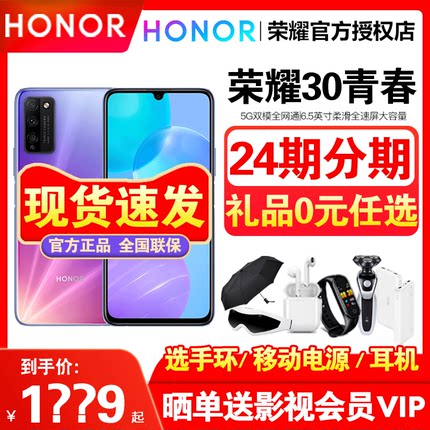 HONOR
HONOR | 荣耀官方授权店
荣耀30青春
5G双模全网通|6.5英寸柔滑全速屏大容量
24期分期
礼品0元任选
现货速发
官方正品 全国联保
HONOR
选手环/移动电源/耳机
到手价:
¥1??9起
晒单送影视会员VIP